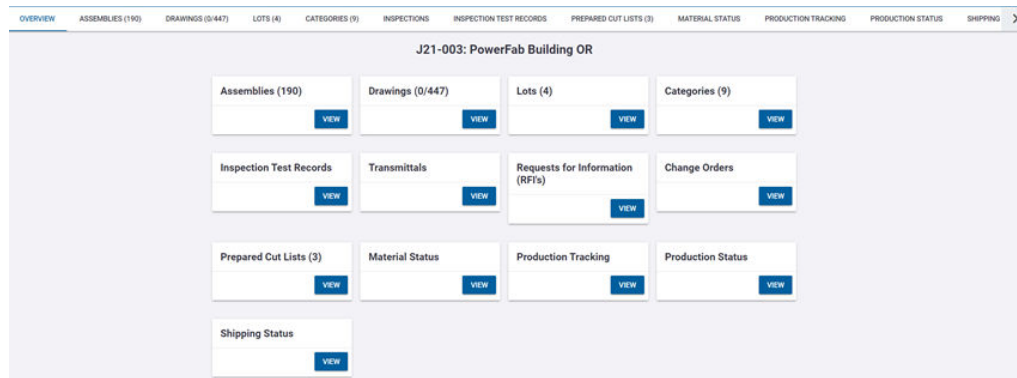 OVERVIEW ASSEMBLIES (190) DRAWINGS (0/447) LOTS (4) CATEGORIES (9) INSPECTIONS INSPECTION TEST RECORDS PREPARED CUT LISTS (3) MATERIAL STATUS PRODUCTION TRACKING PRODUCTION STATUS SHIPPING
J21-003: PowerFab Building OR
Assemblies (190) Drawings (0/447) Lots (4) Categories (9)
VIEW VIEW VIEW VIEW
Inspection Test Records Transmittals Requests for Information Change Orders
(RFI's)
VIEW VIEW VIEW VIEW
Prepared Cut Lists (3) Material Status Production Tracking Production Status
VIEW VIEW VIEW VIEW
Shipping Status
VIEW